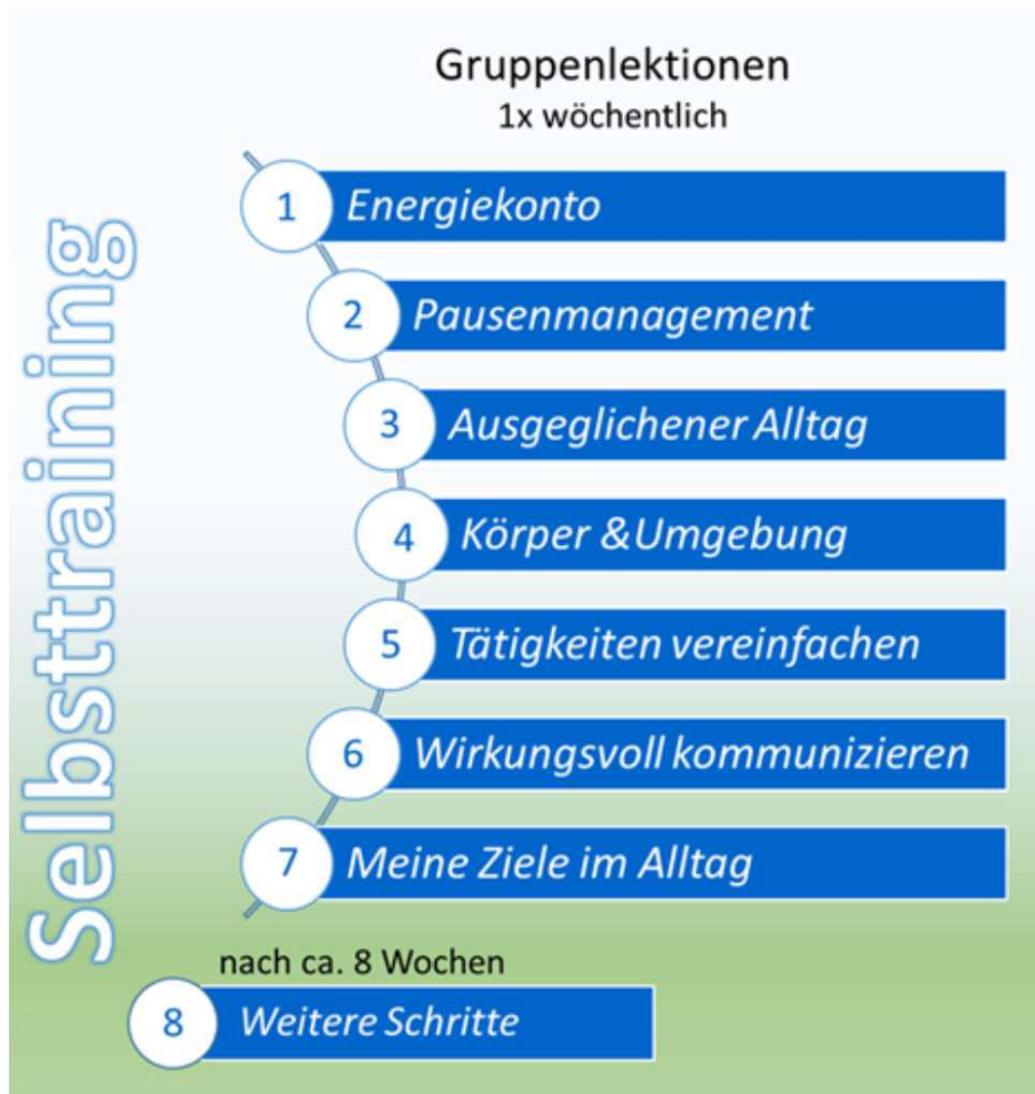 Gruppenlektionen
1x wöchentlich
Selbsttraining
1 Energiekonto
2 Pausenmanagement
3 Ausgeglichener Alltag
4 Körper &Umgebung
5 Tätigkeiten vereinfachen
6 Wirkungsvoll kommunizieren
7 Meine Ziele im Alltag
nach ca. 8 Wochen
8 Weitere Schritte